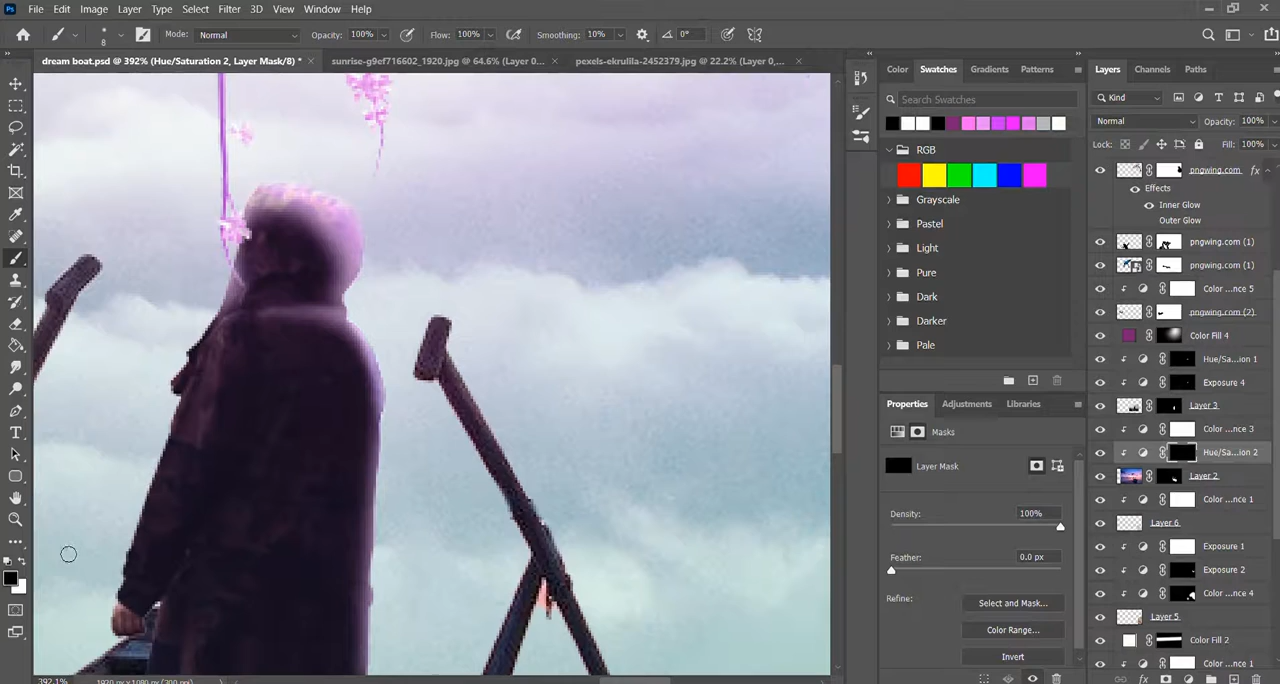 Ps File Edit Image Layer Type Select Filter 3D View Window Help
8 Mode: Normal Opacity: 100% Flow: 100% Smoothing: 10% 0°
dream boat.psd @ 392% (Hue/Saturation 2, Layer Mask/8) * × sunrise-g9ef716602_1920.jpg @ 64.6% (Layer 0... × pexels-ekrulila-2452379.jpg @ 22.2% (Layer 0,... ×
Color Swatches Gradients Patterns
Search Swatches
RGB
Grayscale
Pastel
Light
Pure
Dark
Darker
Pale
Properties Adjustments Libraries
Masks
Layer Mask
Density: 100%
Feather: 0.0 px
Refine: Select and Mask...
Color Range...
Invert
Layers Channels Paths
Kind
Normal Opacity: 100%
Lock: Fill: 100%
pngwing.com fx
Effects
Inner Glow
Outer Glow
pngwing.com (1)
pngwing.com (1)
Color ...nce 5
pngwing.com (2)
Color Fill 4
Hue/Sa...ion 1
Exposure 4
Layer 3
Color ...nce 3
Hue/Sa...ion 2
Layer 2
Color ...nce 1
Layer 6
Exposure 1
Exposure 2
Color ...nce 4
Layer 5
Color Fill 2
Color ...nce 1
fx
392.1% 1920 px x 1080 px (300 ppi)